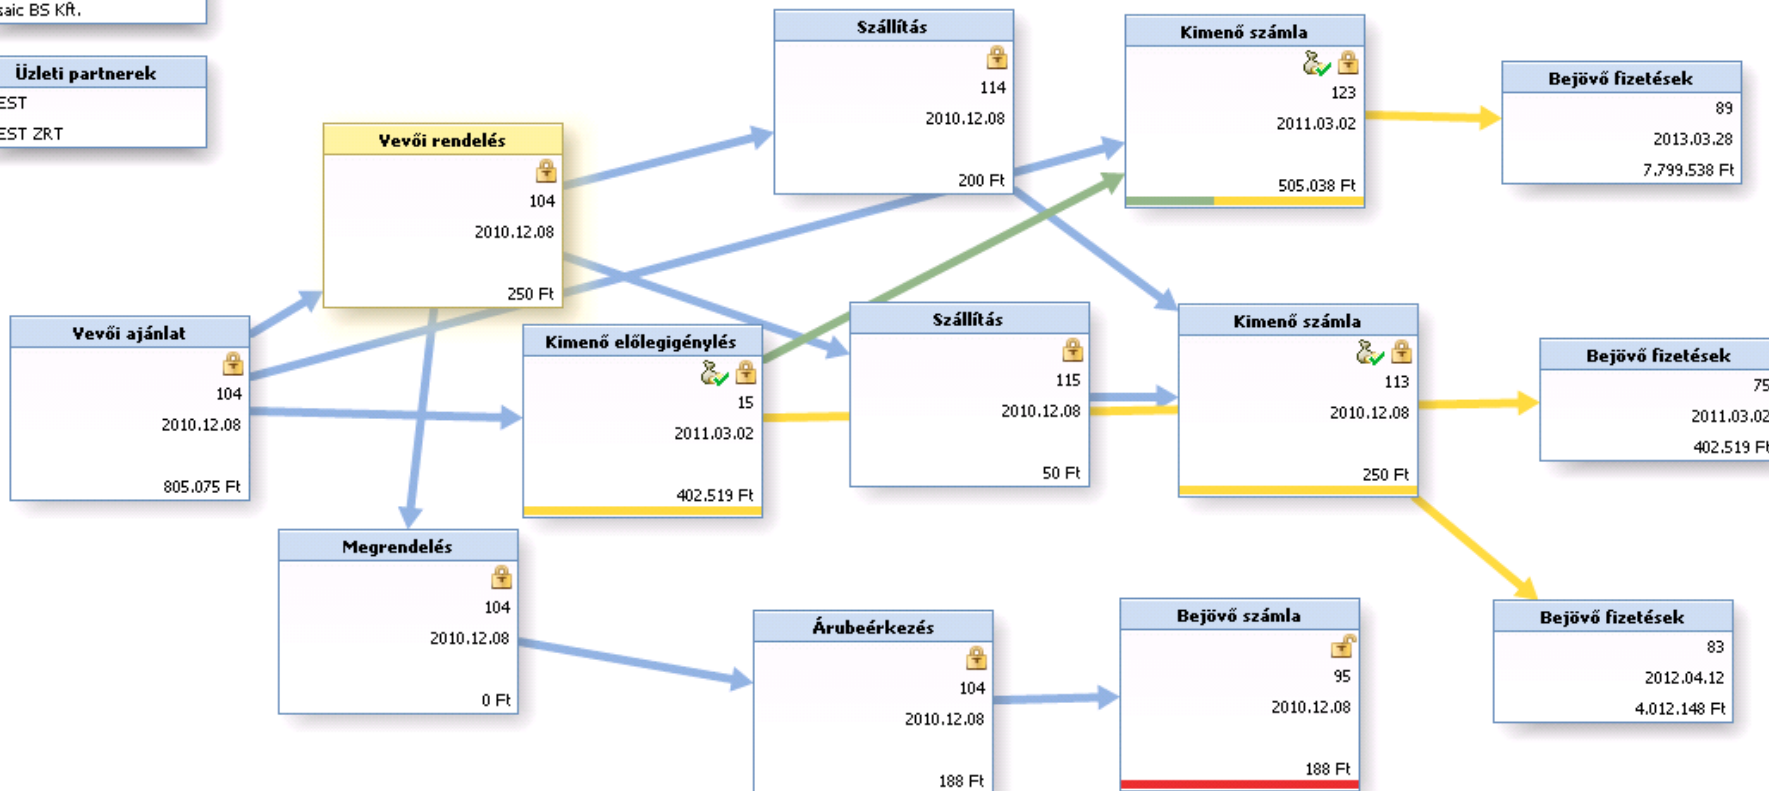 saic BS Kft.
Üzleti partnerek
EST
EST ZRT
Vevői rendelés
104
2010.12.08
250 Ft
Szállítás
114
2010.12.08
200 Ft
Kimenő számla
123
2011.03.02
505.038 Ft
Bejövő fizetések
89
2013.03.28
7.799.538 Ft
Vevői ajánlat
104
2010.12.08
805.075 Ft
Kimenő előlegigénylés
15
2011.03.02
402.519 Ft
Szállítás
115
2010.12.08
50 Ft
Kimenő számla
113
2010.12.08
250 Ft
Bejövő fizetések
75
2011.03.02
402.519 Ft
Megrendelés
104
2010.12.08
0 Ft
Árubeérkezés
104
2010.12.08
188 Ft
Bejövő számla
95
2010.12.08
188 Ft
Bejövő fizetések
83
2012.04.12
4.012.148 Ft